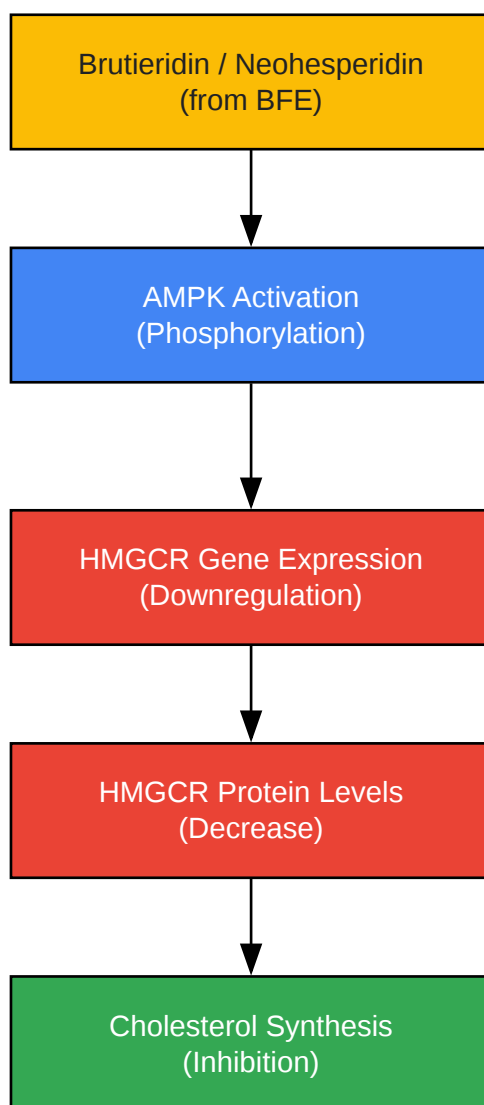 Brutieridin / Neohesperidin
(from BFE)
AMPK Activation
(Phosphorylation)
HMGCR Gene Expression
(Downregulation)
HMGCR Protein Levels
(Decrease)
Cholesterol Synthesis
(Inhibition)